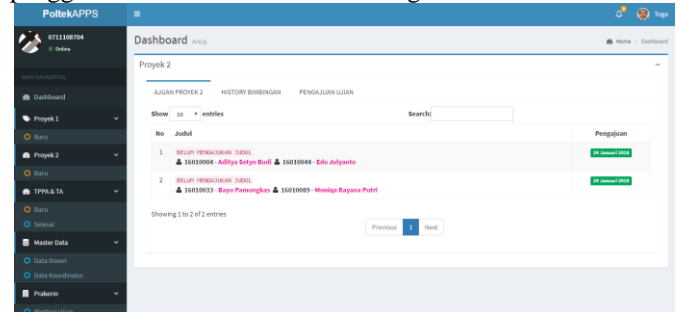 PoltekAPPS
Toga
0711108704
Online
Dashboard Arsip
Home > Dashboard
Proyek 2
MAIN NAVIGATION
Dashboard
Proyek 1
Baru
Proyek 2
Baru
TPPA & TA
Baru
Selesai
Master Data
Data Dosen
Data Koordinator
Prakerin
AJUAN PROYEK 2 HISTORY BIMBINGAN PENGAJUAN UJIAN
Show 10 entries Search:
No Judul Pengajuan
1 BELUM MENGAJUKAN JUDUL 24 Januari 2018
16010004 - Aditya Setyo Budi 16010044 - Edo Julyanto
2 BELUM MENGAJUKAN JUDUL 24 Januari 2018
16010033 - Bayu Pamungkas 16010089 - Moniqa Rayana Putri
Showing 1 to 2 of 2 entries
Previous 1 Next